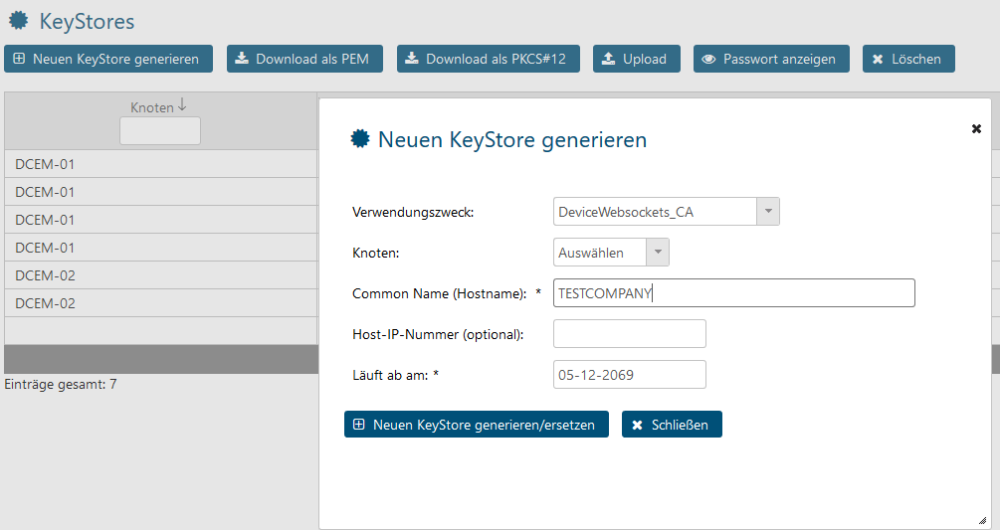 KeyStores
Neuen KeyStore generieren Download als PEM Download als PKCS#12 Upload Passwort anzeigen Löschen
Knoten
DCEM-01
DCEM-01
DCEM-01
DCEM-01
DCEM-02
DCEM-02
Einträge gesamt: 7
Neuen KeyStore generieren
Verwendungszweck: DeviceWebsockets_CA
Knoten: Auswählen
Common Name (Hostname): * TESTCOMPANY
Host-IP-Nummer (optional):
Läuft ab am: * 05-12-2069
Neuen KeyStore generieren/ersetzen Schließen